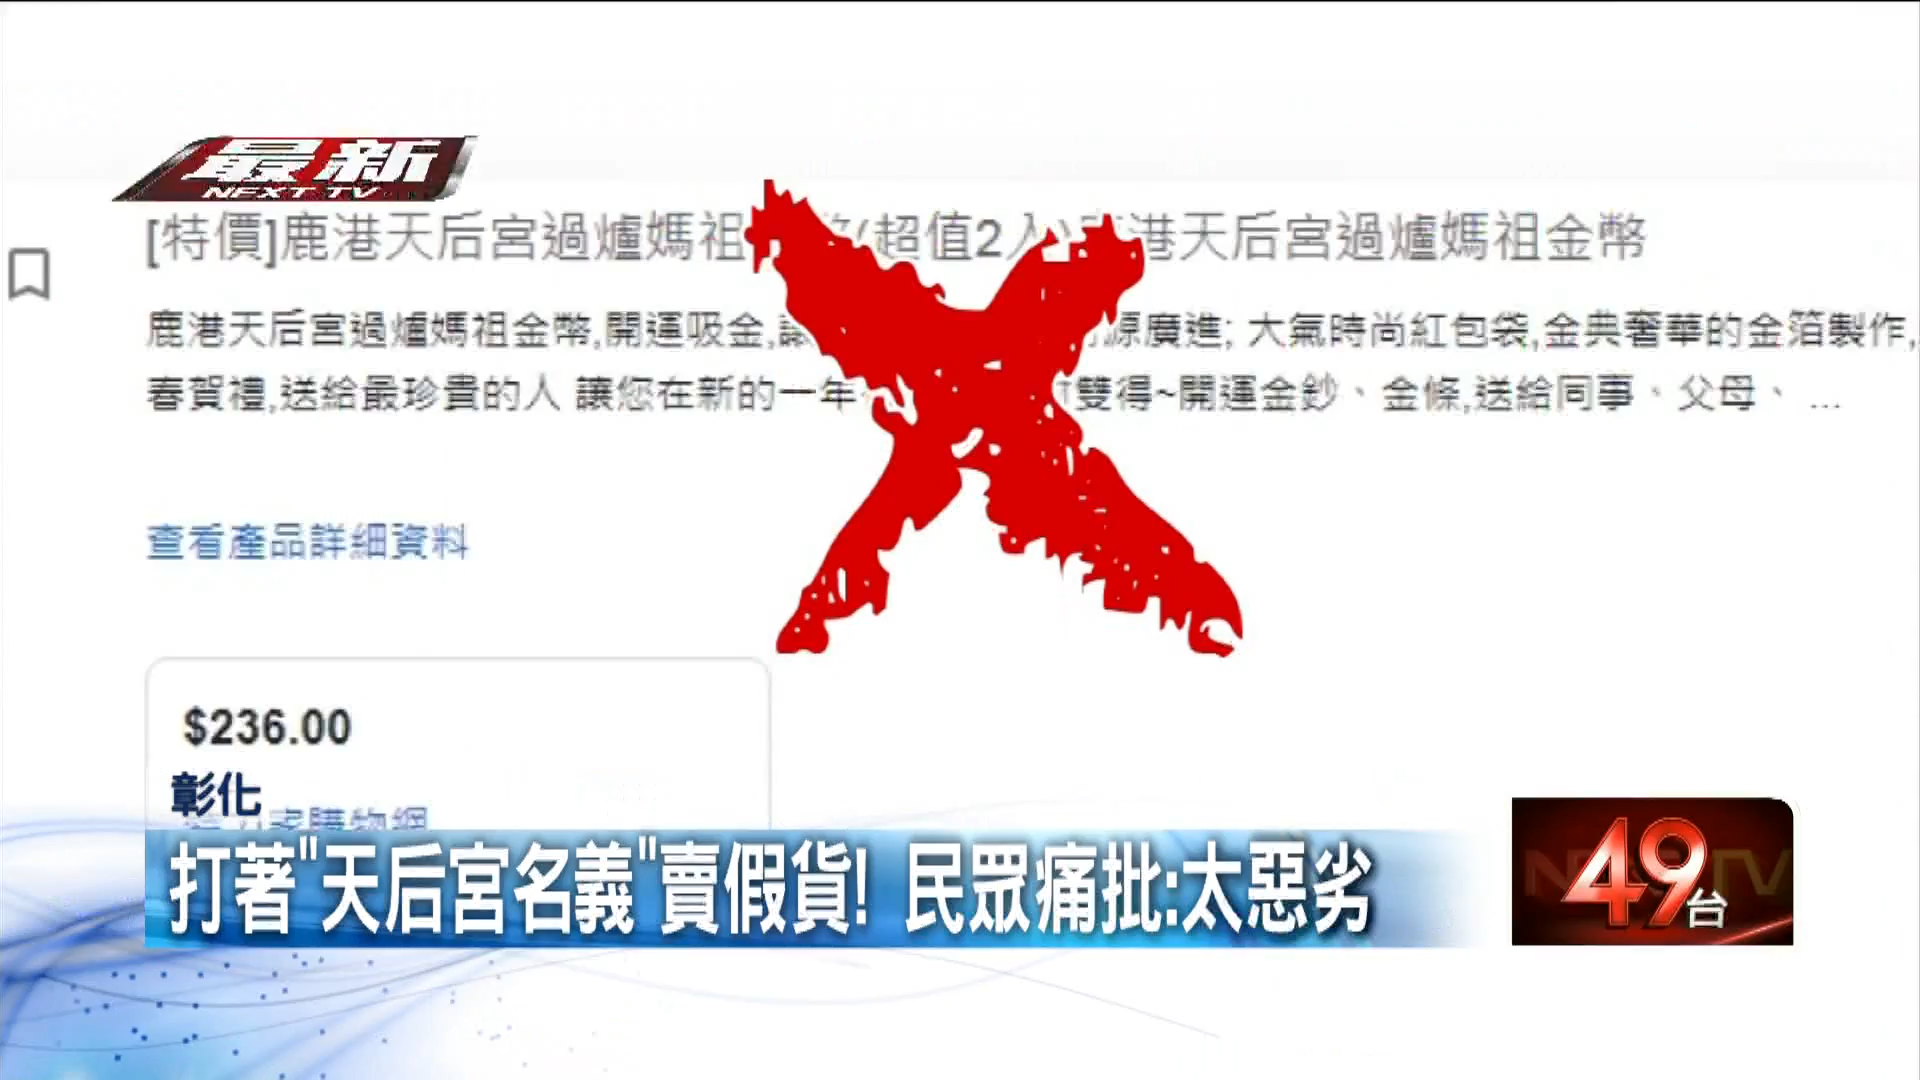 最新
NEXT TV
[特價]鹿港天后宮過爐媽祖 (超值2入) 港天后宮過爐媽祖金幣
鹿港天后宮過爐媽祖金幣,開運吸金, 源廣進; 大氣時尚紅包袋,金典奢華的金箔製作,
春賀禮,送給最珍貴的人 讓您在新的一年 雙得~開運金鈔、金條,送給同事、父母、 ...
查看產品詳細資料
$236.00
彰化
購物網
打著"天后宮名義"賣假貨! 民眾痛批:太惡劣
49台